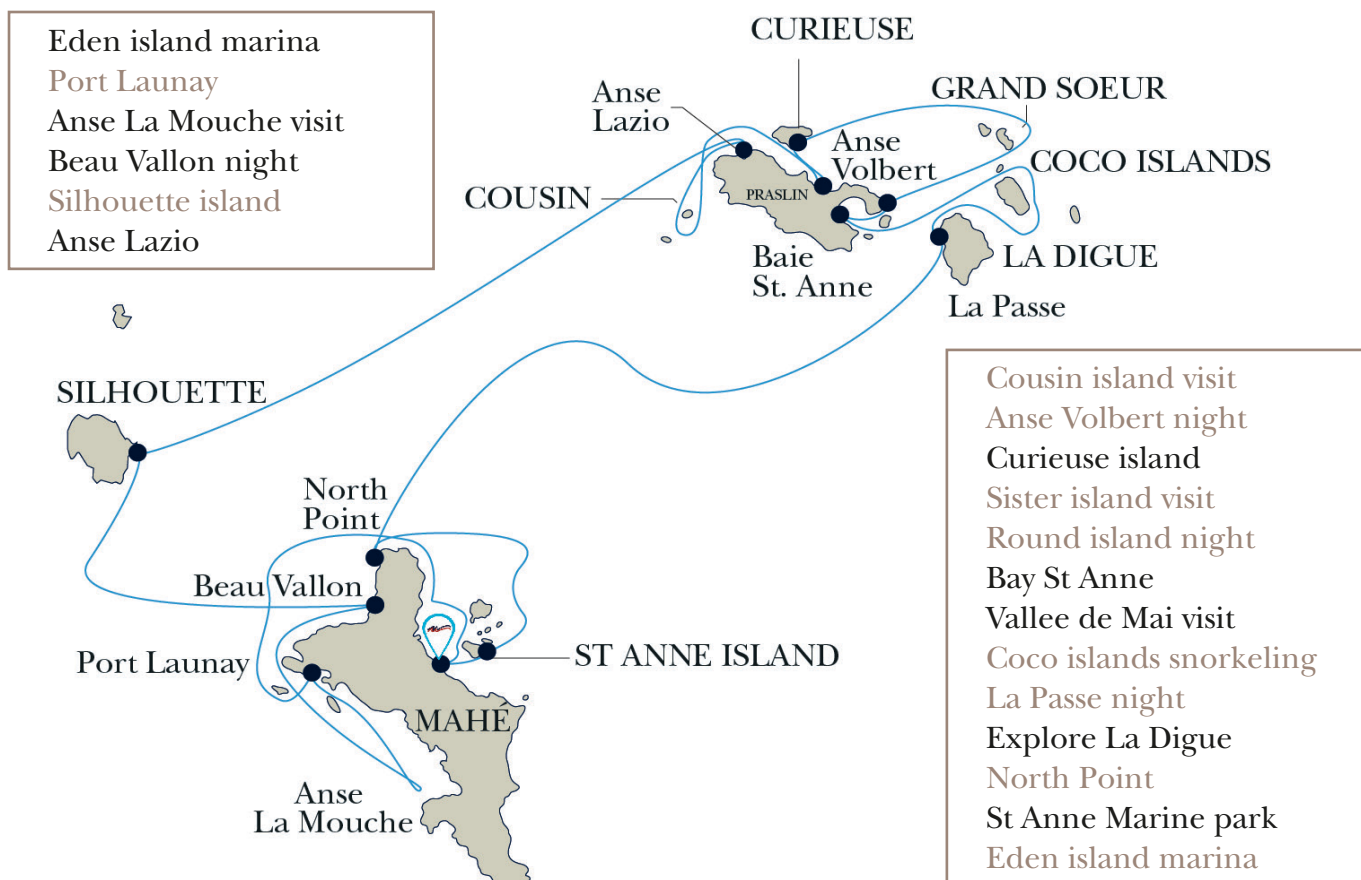 Eden island marina
Port Launay
Anse La Mouche visit
Beau Vallon night
Silhouette island
Anse Lazio
CURIEUSE
Anse
Lazio
GRAND SOEUR
Anse
Volbert
COCO ISLANDS
COUSIN
PRASLIN
Baie
St. Anne
LA DIGUE
La Passe
SILHOUETTE
North
Point
Beau Vallon
Port Launay
ST ANNE ISLAND
MAHÉ
Anse
La Mouche
Cousin island visit
Anse Volbert night
Curieuse island
Sister island visit
Round island night
Bay St Anne
Vallee de Mai visit
Coco islands snorkeling
La Passe night
Explore La Digue
North Point
St Anne Marine park
Eden island marina